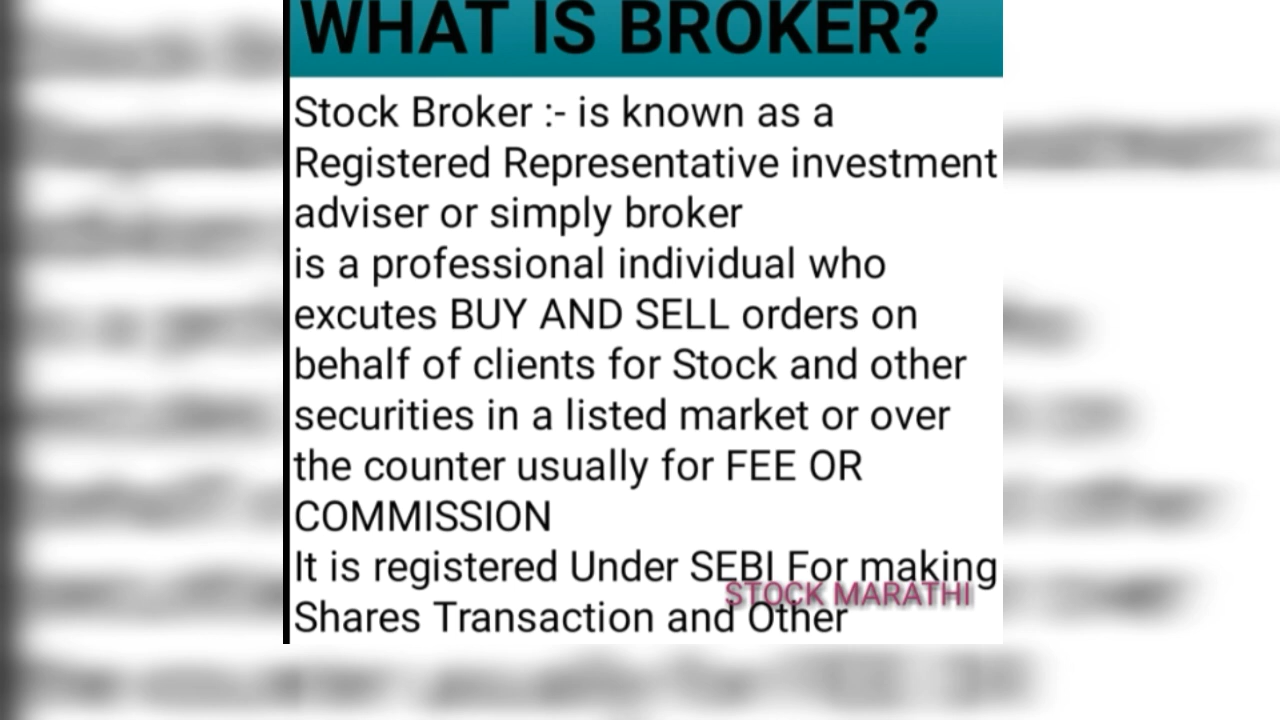 WHAT IS BROKER?
Stock Broker :- is known as a
Registered Representative investment
adviser or simply broker
is a professional individual who
excutes BUY AND SELL orders on
behalf of clients for Stock and other
securities in a listed market or over
the counter usually for FEE OR
COMMISSION
It is registered Under SEBI For making
STOCK MARATHI
Shares Transaction and Other